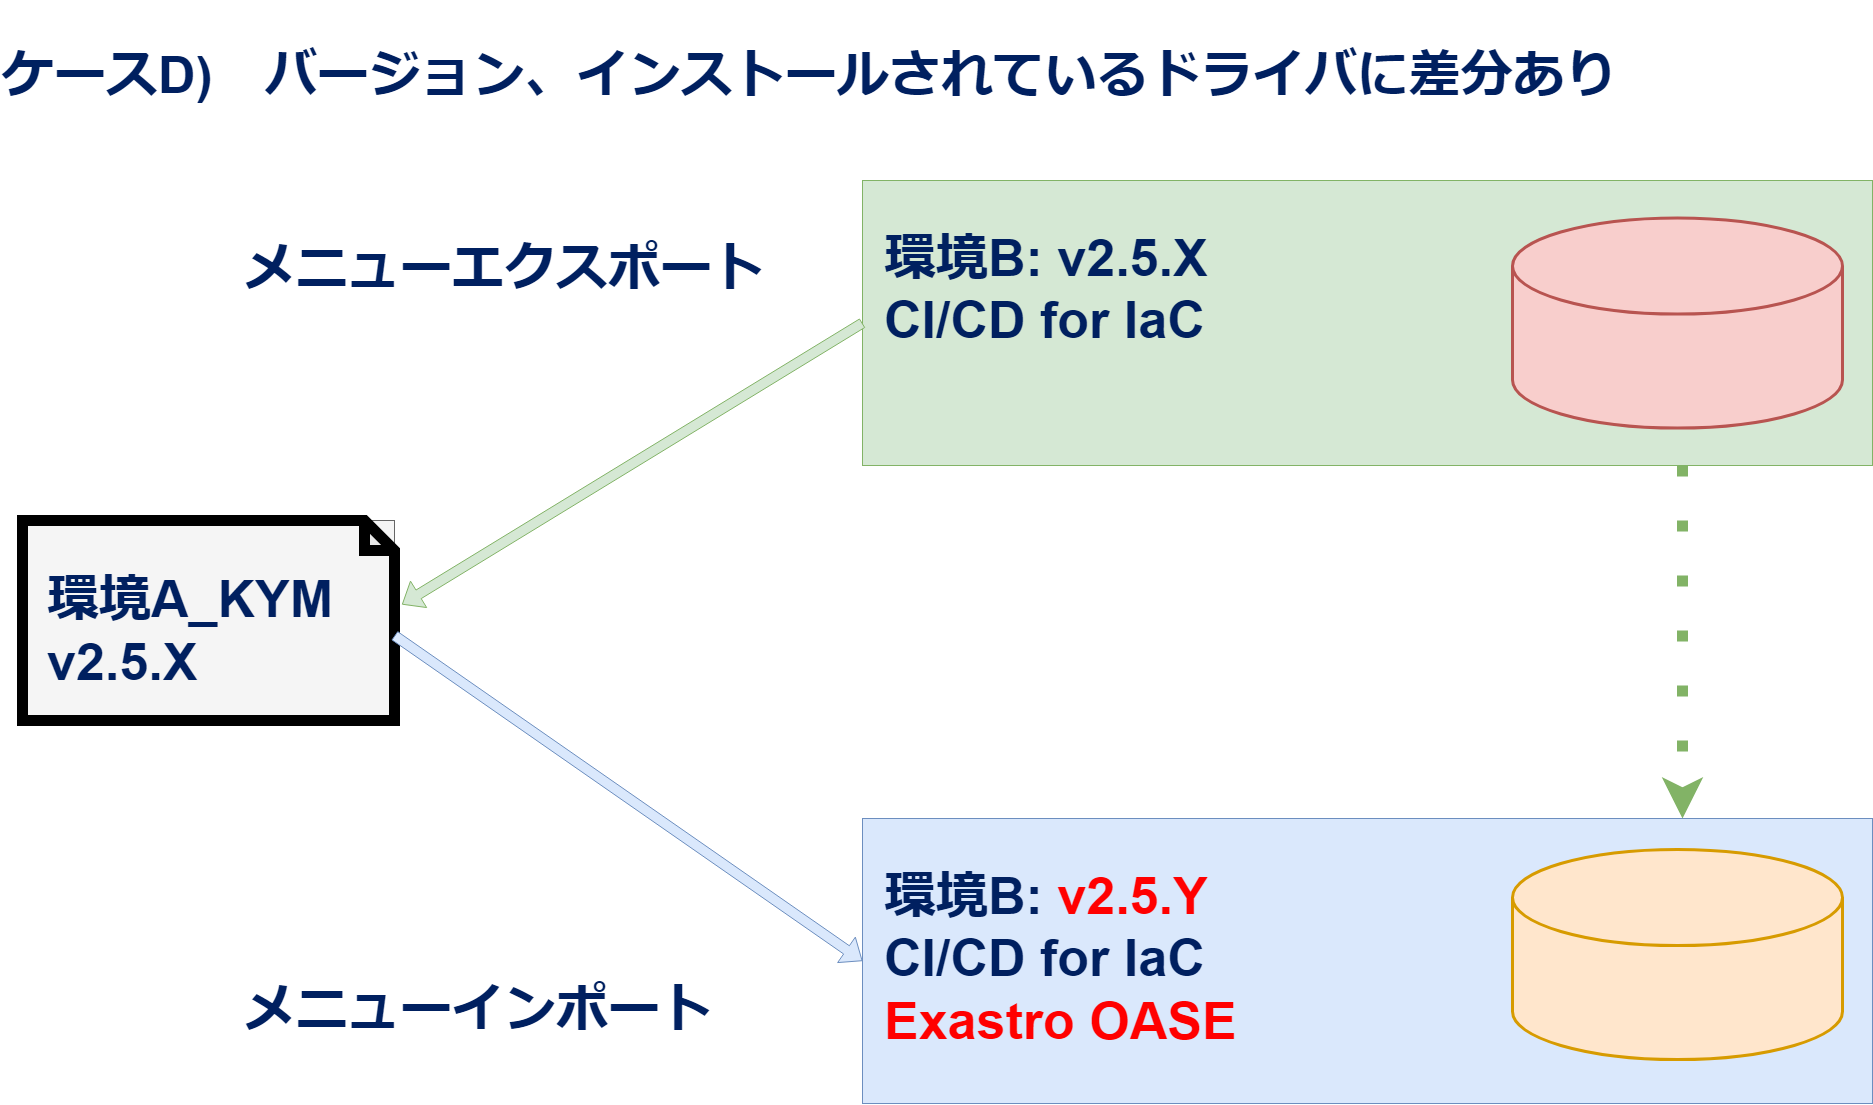 ケースD)　バージョン、インストールされているドライバに差分あり
メニューエクスポート
環境B: v2.5.X
CI/CD for IaC
環境A_KYM
v2.5.X
環境B: v2.5.Y
CI/CD for IaC
Exastro OASE
メニューインポート